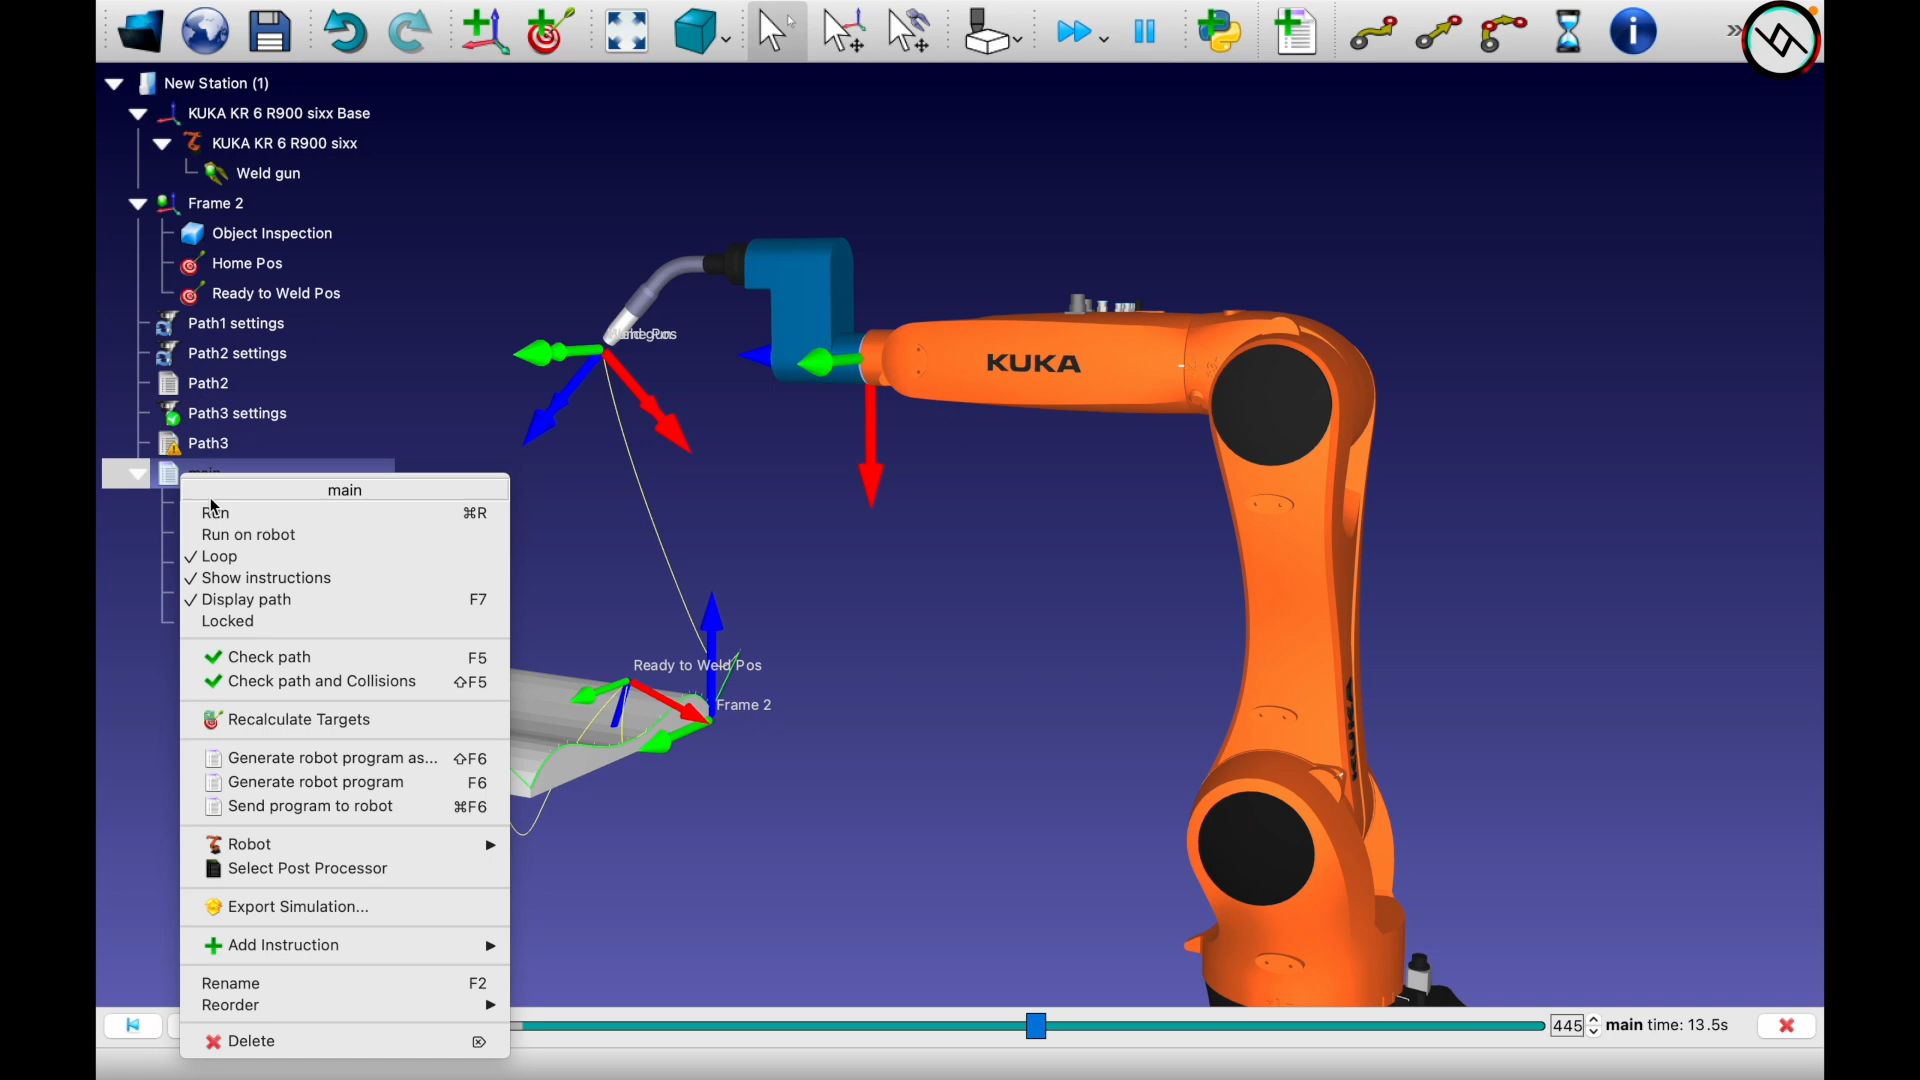 New Station (1)
KUKA KR 6 R900 sixx Base
KUKA KR 6 R900 sixx
Weld gun
Frame 2
Object Inspection
Home Pos
Ready to Weld Pos
Path1 settings
Path2 settings
Path2
Path3 settings
Path3
main
main
Run ⌘R
Run on robot
✓ Loop
✓ Show instructions
✓ Display path F7
Locked
Check path F5
Check path and Collisions ⇧F5
Recalculate Targets
Generate robot program as... ⇧F6
Generate robot program F6
Send program to robot ⌘F6
Robot
Select Post Processor
Export Simulation...
Add Instruction
Rename F2
Reorder
Delete ⌦
KUKA
KUKA
Ready to Weld Pos
Frame 2
445 main time: 13.5s